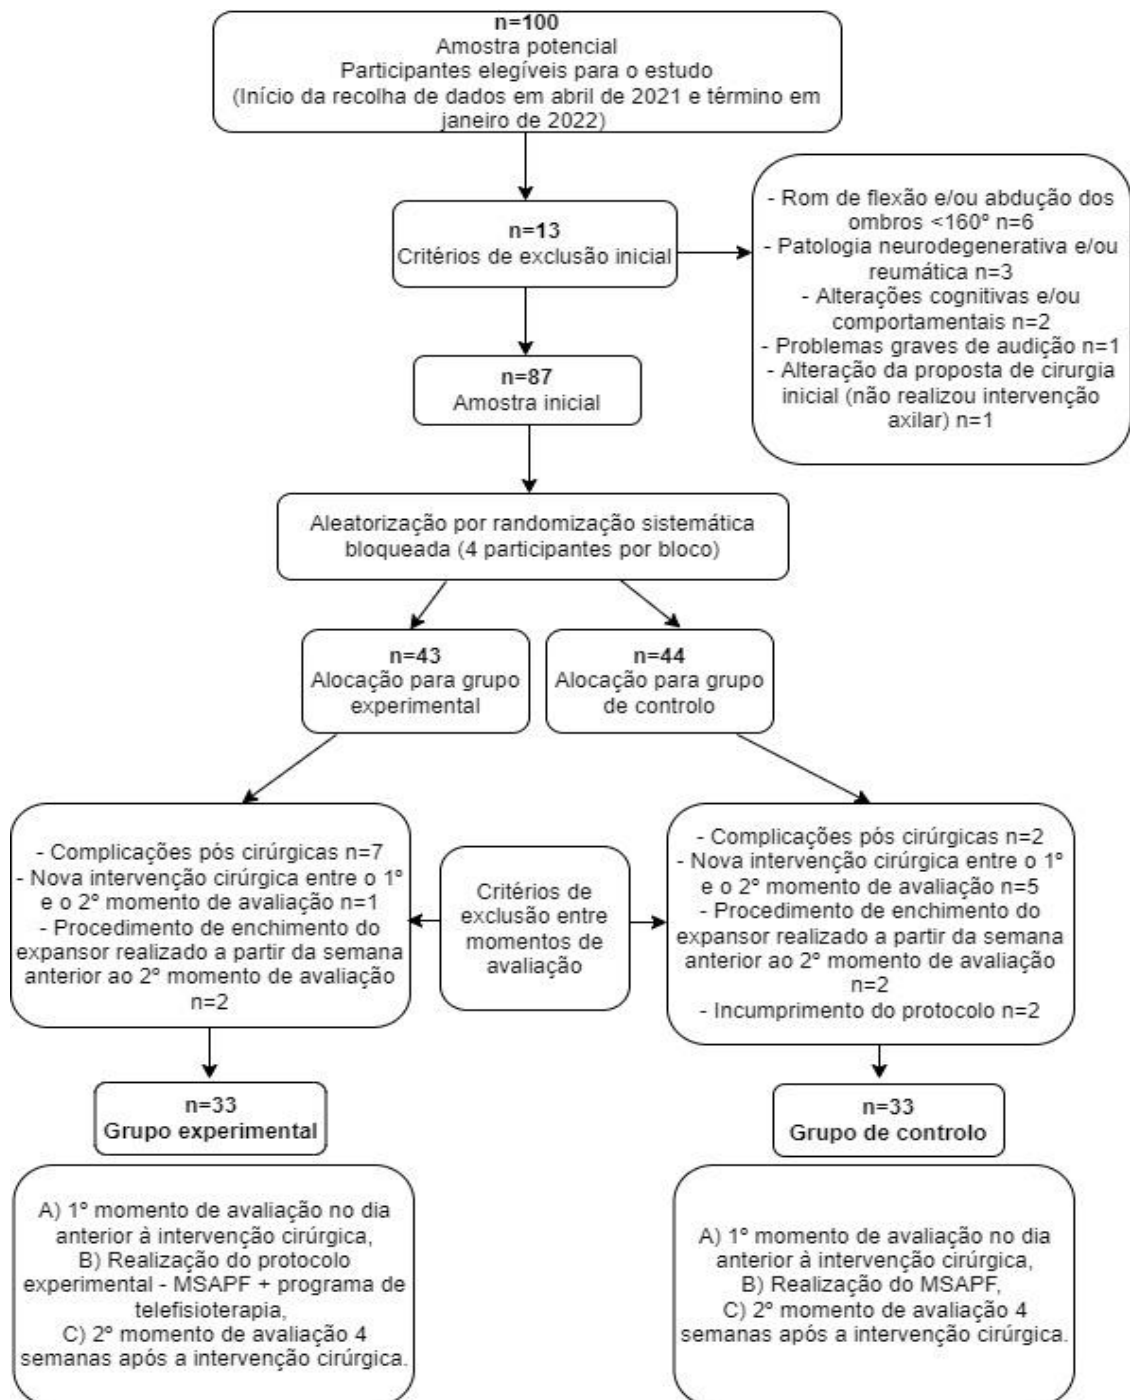 n=100
Amostra potencial
Participantes elegíveis para o estudo
(Início da recolha de dados em abril de 2021 e término em
janeiro de 2022)
n=13
Critérios de exclusão inicial
- Rom de flexão e/ou abdução dos
ombros <160º n=6
- Patologia neurodegenerativa e/ou
reumática n=3
- Alterações cognitivas e/ou
comportamentais n=2
- Problemas graves de audição n=1
- Alteração da proposta de cirurgia
inicial (não realizou intervenção
axilar) n=1
n=87
Amostra inicial
Aleatorização por randomização sistemática
bloqueada (4 participantes por bloco)
n=43
Alocação para grupo
experimental
n=44
Alocação para grupo
de controlo
- Complicações pós cirúrgicas n=7
- Nova intervenção cirúrgica entre o 1º
e o 2º momento de avaliação n=1
- Procedimento de enchimento do
expansor realizado a partir da semana
anterior ao 2º momento de avaliação
n=2
Critérios de
exclusão entre
momentos de
avaliação
- Complicações pós cirúrgicas n=2
- Nova intervenção cirúrgica entre o 1º
e o 2º momento de avaliação n=5
- Procedimento de enchimento do
expansor realizado a partir da semana
anterior ao 2º momento de avaliação
n=2
- Incumprimento do protocolo n=2
n=33
Grupo experimental
n=33
Grupo de controlo
A) 1º momento de avaliação no dia
anterior à intervenção cirúrgica,
B) Realização do protocolo
experimental - MSAPF + programa de
telefisioterapia,
C) 2º momento de avaliação 4
semanas após a intervenção cirúrgica.
A) 1º momento de avaliação no dia
anterior à intervenção cirúrgica,
B) Realização do MSAPF,
C) 2º momento de avaliação 4
semanas após a intervenção cirúrgica.